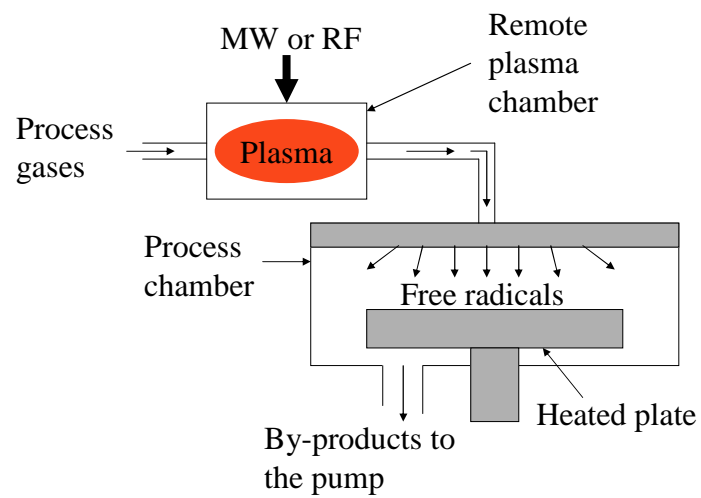 MW or RF
Remote
plasma
chamber
Process
gases
Plasma
Process
chamber
Free radicals
Heated plate
By-products to
the pump